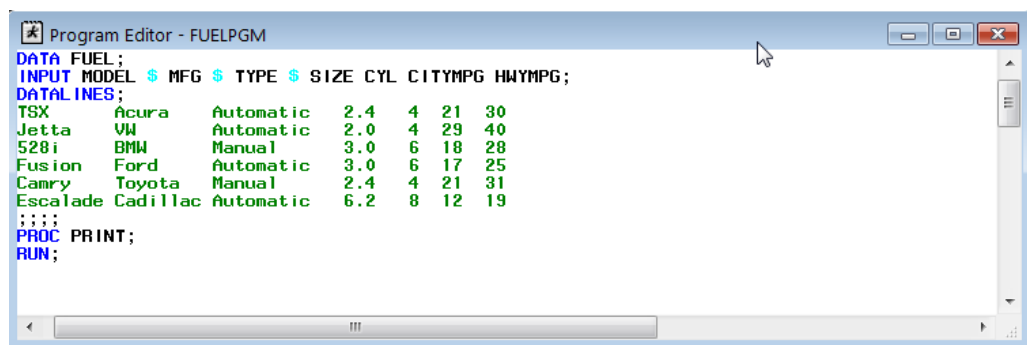 Program Editor - FUELPGM
DATA FUEL;
INPUT MODEL $ MFG $ TYPE $ SIZE CYL CITYMPG HWYMPG;
DATALINES;
TSX Acura Automatic 2.4 4 21 30
Jetta VW Automatic 2.0 4 29 40
528i BMW Manual 3.0 6 18 28
Fusion Ford Automatic 3.0 6 17 25
Camry Toyota Manual 2.4 4 21 31
Escalade Cadillac Automatic 6.2 8 12 19
;;;;
PROC PRINT;
RUN;